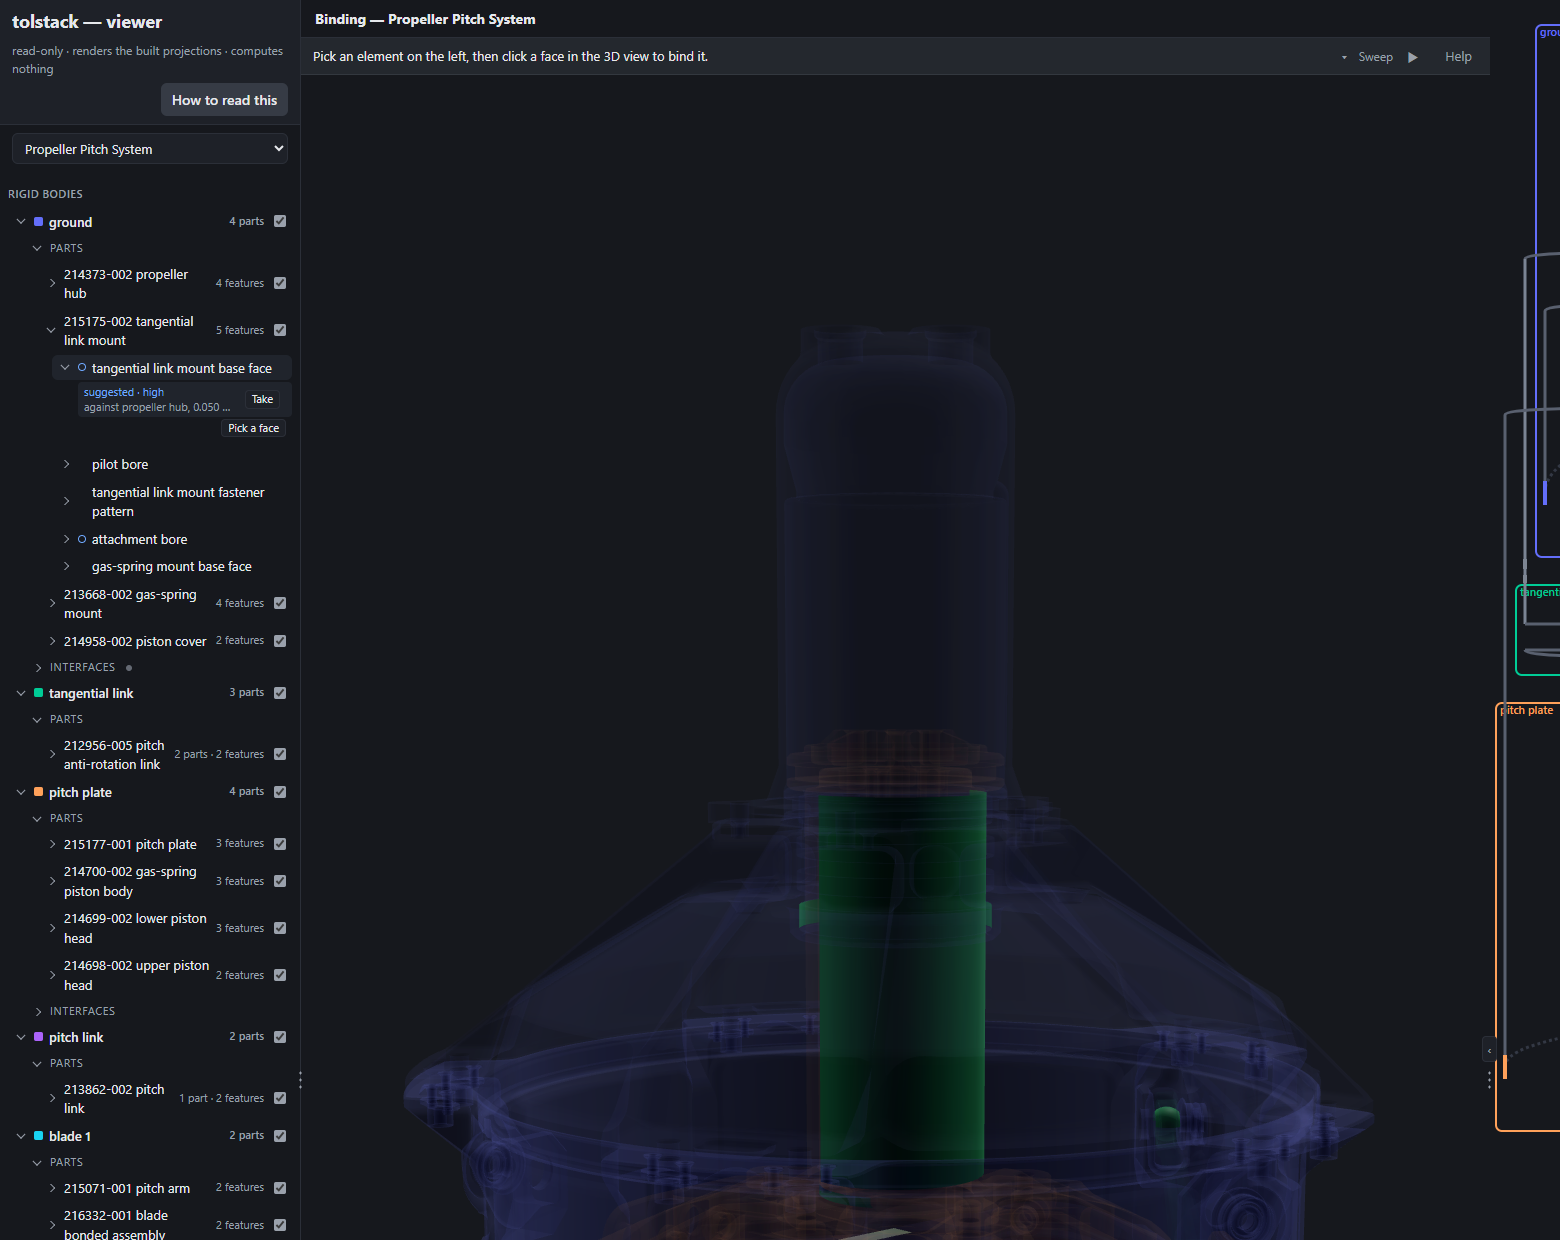 tolstack — viewer
read-only · renders the built projections · computes
nothing
How to read this
Propeller Pitch System
RIGID BODIES
ground
4 parts
PARTS
214373-002 propeller
hub
4 features
215175-002 tangential
link mount
5 features
tangential link mount base face
suggested · high
against propeller hub, 0.050 ...
Take
Pick a face
pilot bore
tangential link mount fastener
pattern
attachment bore
gas-spring mount base face
213668-002 gas-spring
mount
4 features
214958-002 piston cover
2 features
INTERFACES
tangential link
3 parts
PARTS
212956-005 pitch
anti-rotation link
2 parts · 2 features
pitch plate
4 parts
PARTS
215177-001 pitch plate
3 features
214700-002 gas-spring
piston body
3 features
214699-002 lower piston
head
3 features
214698-002 upper piston
head
2 features
INTERFACES
pitch link
2 parts
PARTS
213862-002 pitch
link
1 part · 2 features
blade 1
2 parts
PARTS
215071-001 pitch arm
2 features
216332-001 blade
bonded assembly
2 features
Binding — Propeller Pitch System
Pick an element on the left, then click a face in the 3D view to bind it.
Sweep
Help
grou
tangent
pitch plate